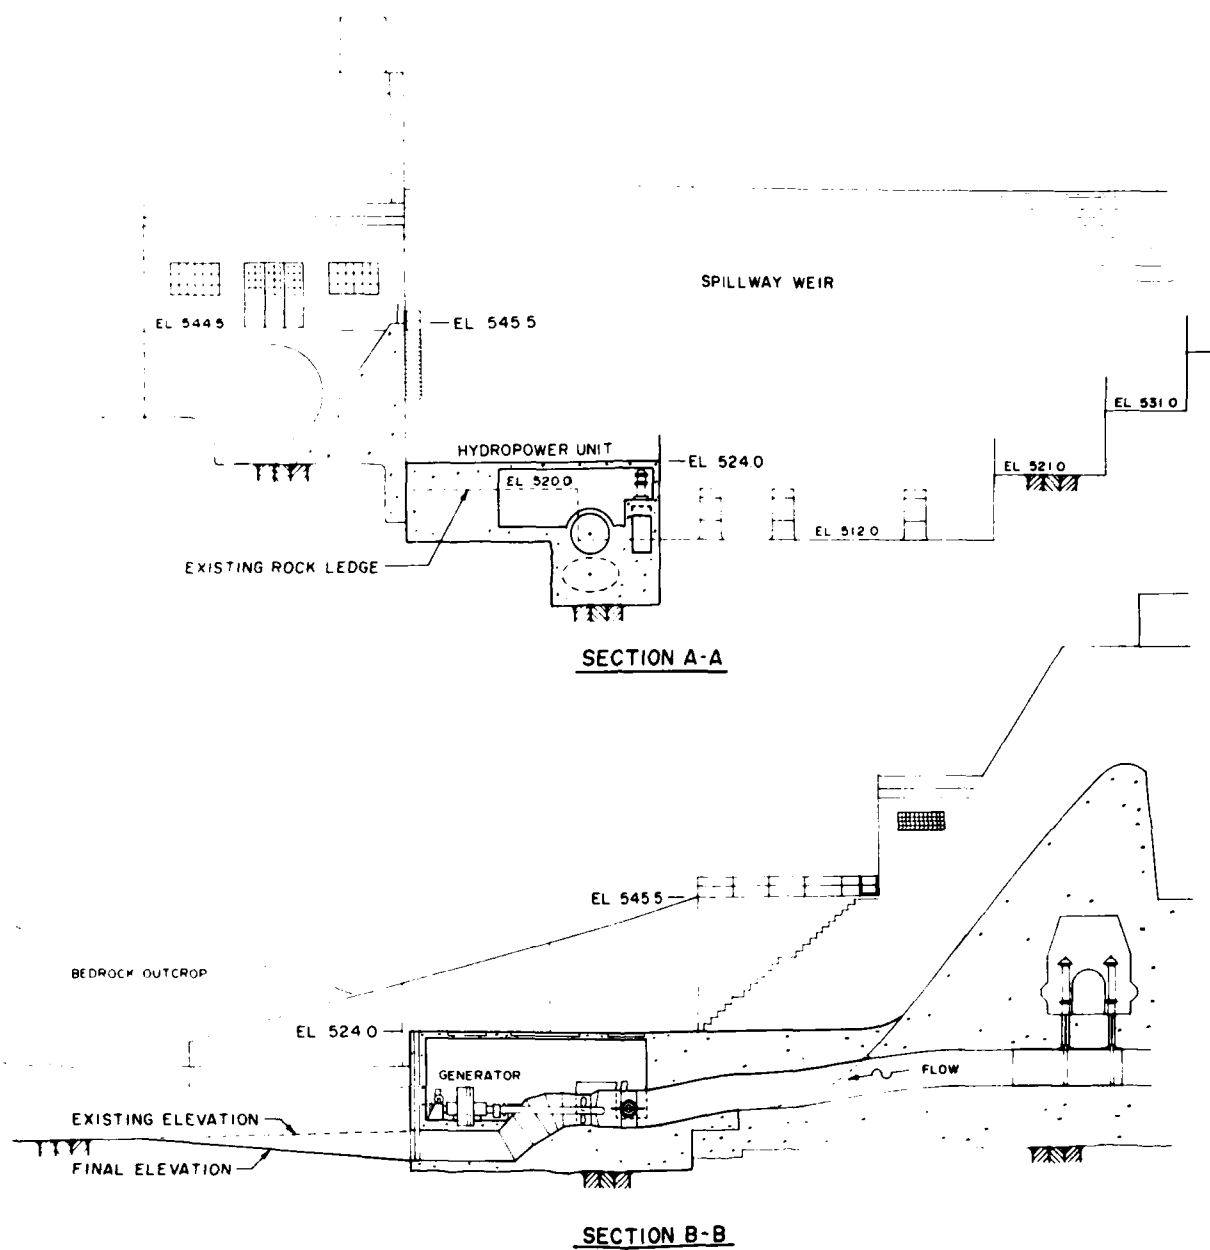 SPILLWAY WEIR
EL 544.5
EL 545.5
EL 531.0
HYDROPOWER UNIT
EL 524.0
EL 521.0
EL 520.0
EL 512.0
EXISTING ROCK LEDGE
SECTION A-A
EL 545.5
BEDROCK OUTCROP
EL 524.0
GENERATOR
FLOW
EXISTING ELEVATION
FINAL ELEVATION
SECTION B-B